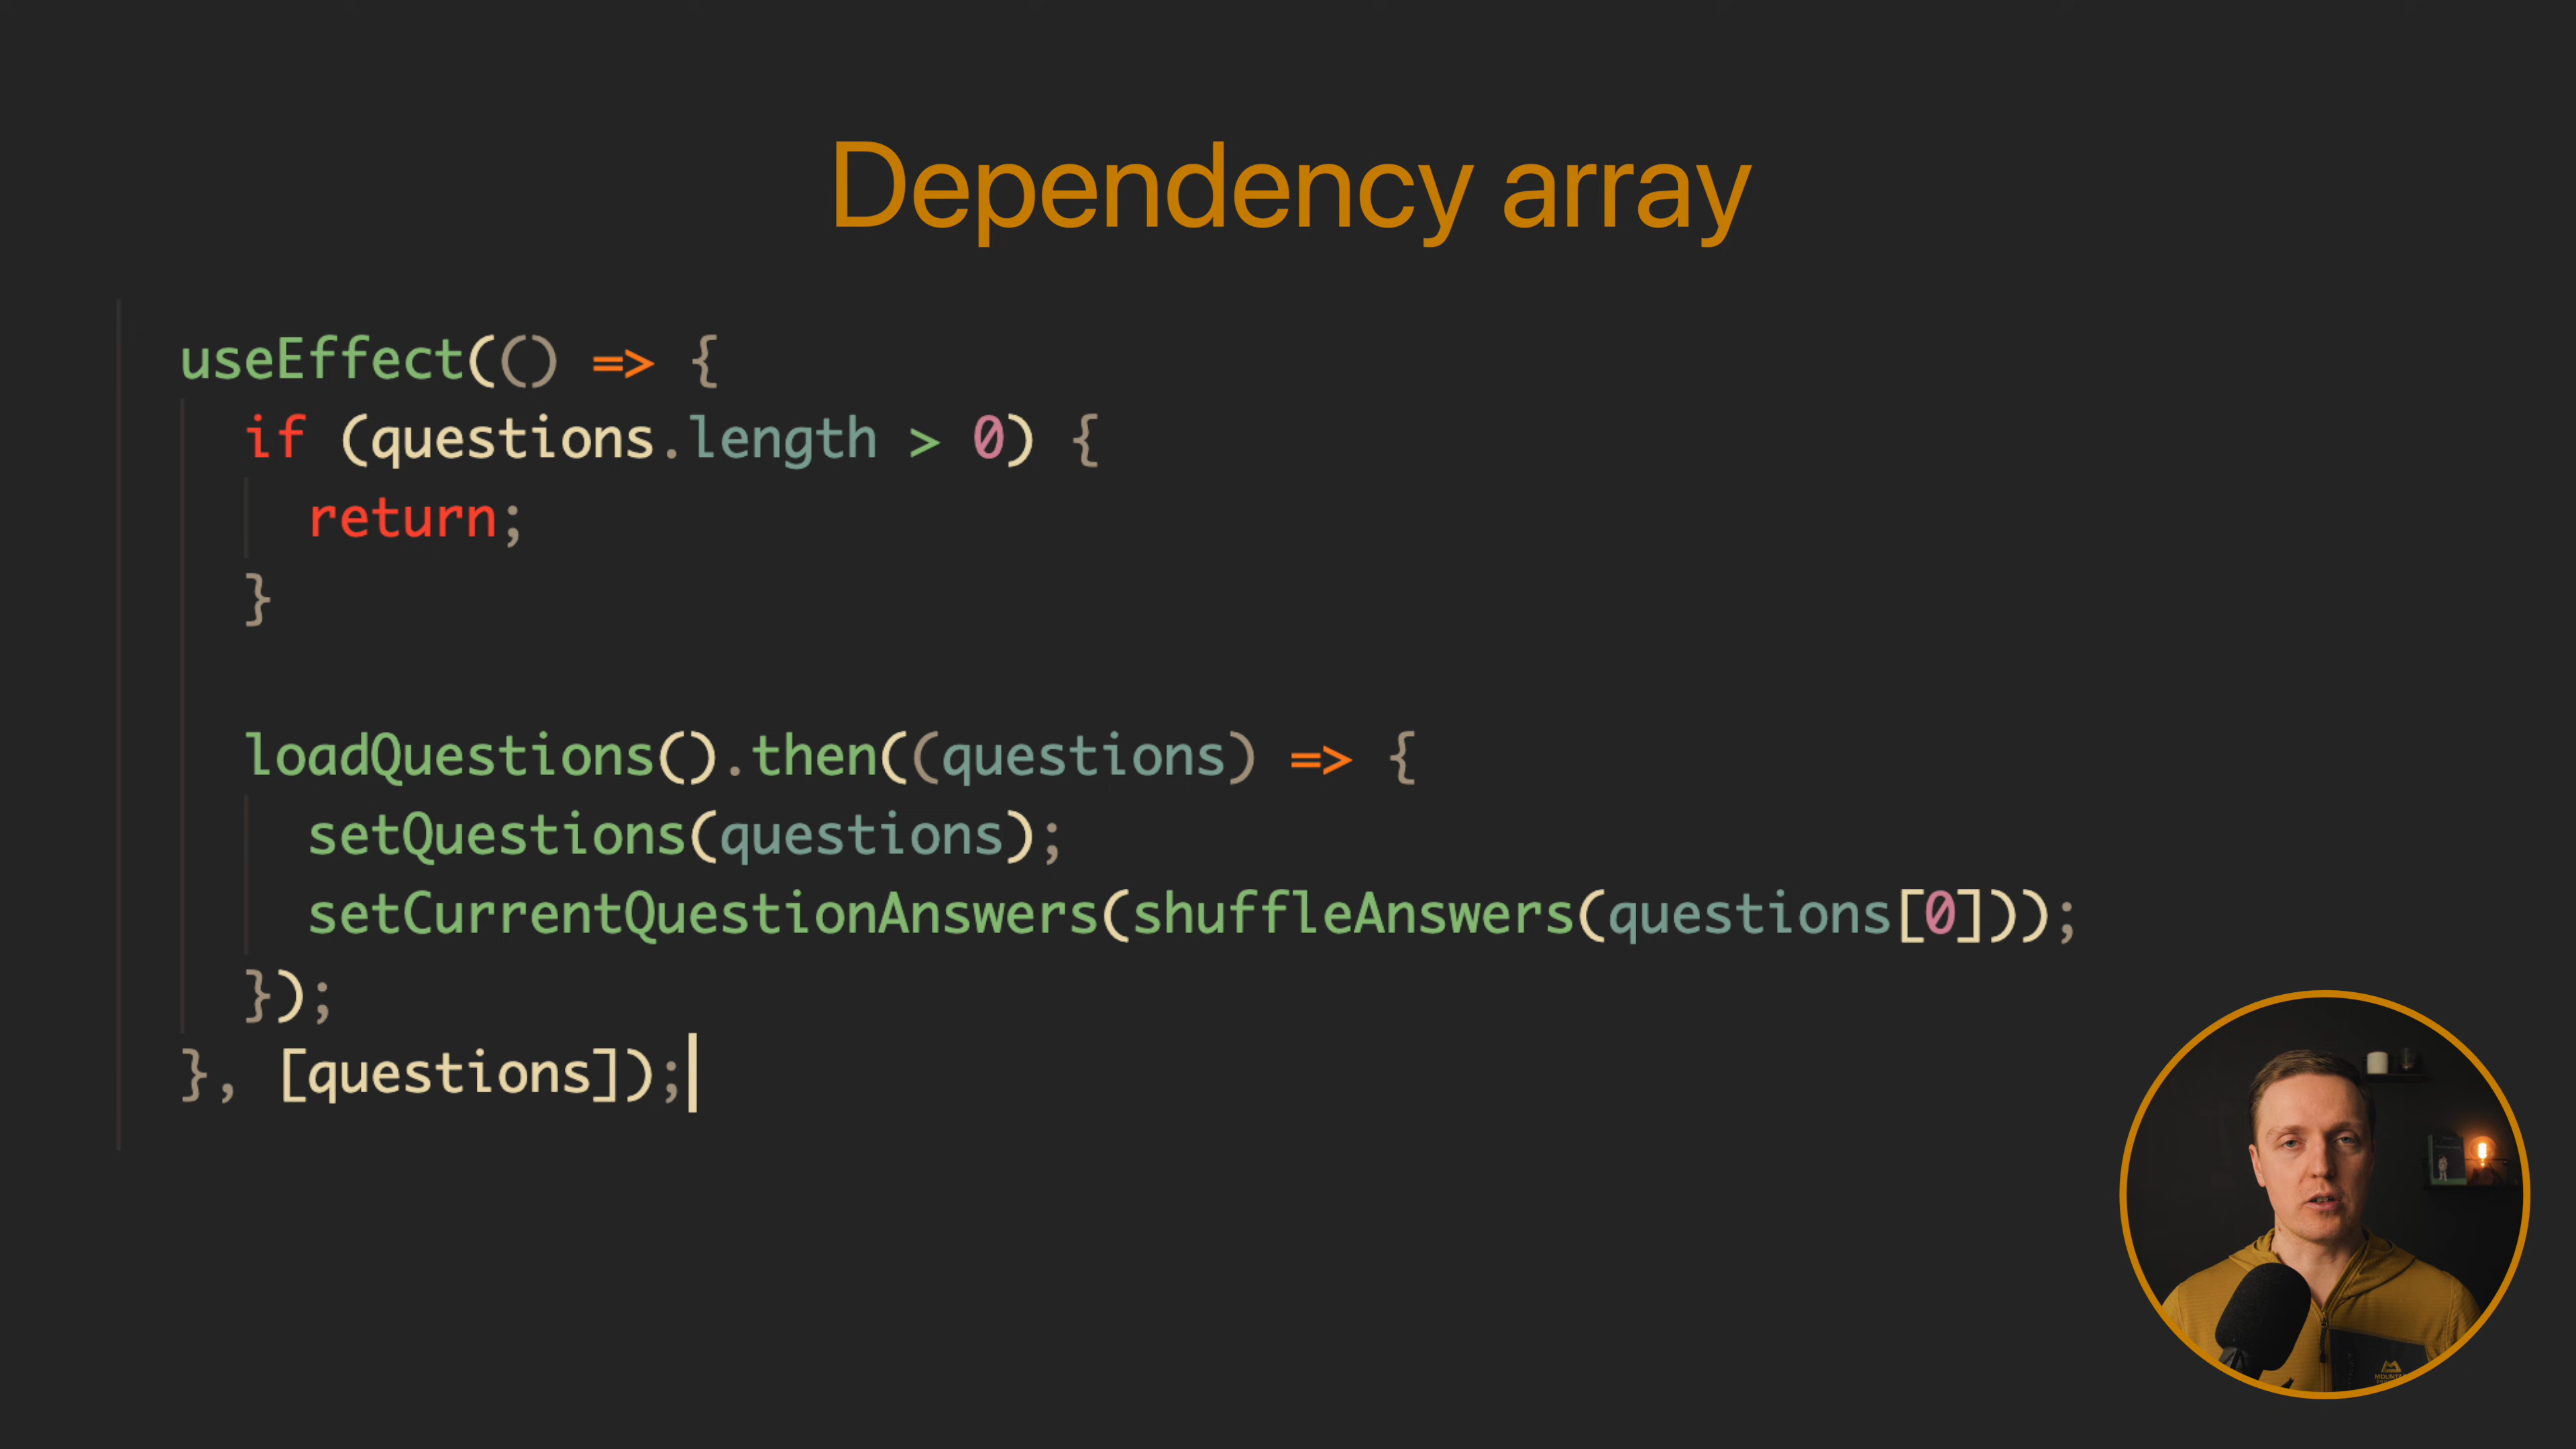 Dependency array
useEffect(() => {
if (questions.length > 0) {
return;
}
loadQuestions().then((questions) => {
setQuestions(questions);
setCurrentQuestionAnswers(shuffleAnswers(questions[0]));
});
}, [questions]);